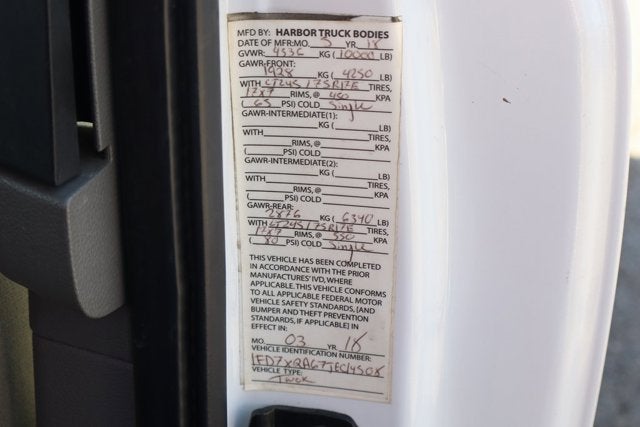 MFD BY: HARBOR TRUCK BODIES
DATE OF MFR: MO. 5 YR. 18
GVWR: 4536 KG (10000 LB)
GAWR-FRONT:
1928 KG (4250 LB)
WITH LT245/75R17E TIRES,
17x7 RIMS, @ 450 KPA
(65 PSI) COLD Single
GAWR-INTERMEDIATE(1):
KG ( LB)
WITH TIRES,
RIMS, @ KPA
( PSI) COLD
GAWR-INTERMEDIATE(2):
KG ( LB)
WITH TIRES,
RIMS, @ KPA
( PSI) COLD
GAWR-REAR:
2876 KG (6340 LB)
WITH LT245/75R17E TIRES,
17x7 RIMS, @ 550 KPA
(80 PSI) COLD Single
THIS VEHICLE HAS BEEN COMPLETED
IN ACCORDANCE WITH THE PRIOR
MANUFACTURES' IVD, WHERE
APPLICABLE. THIS VEHICLE CONFORMS
TO ALL APPLICABLE FEDERAL MOTOR
VEHICLE SAFETY STANDARDS, [AND
BUMPER AND THEFT PREVENTION
STANDARDS, IF APPLICABLE] IN
EFFECT IN:
MO. 03 YR. 18
VEHICLE IDENTIFICATION NUMBER:
VEHICLE TYPE:
Truck